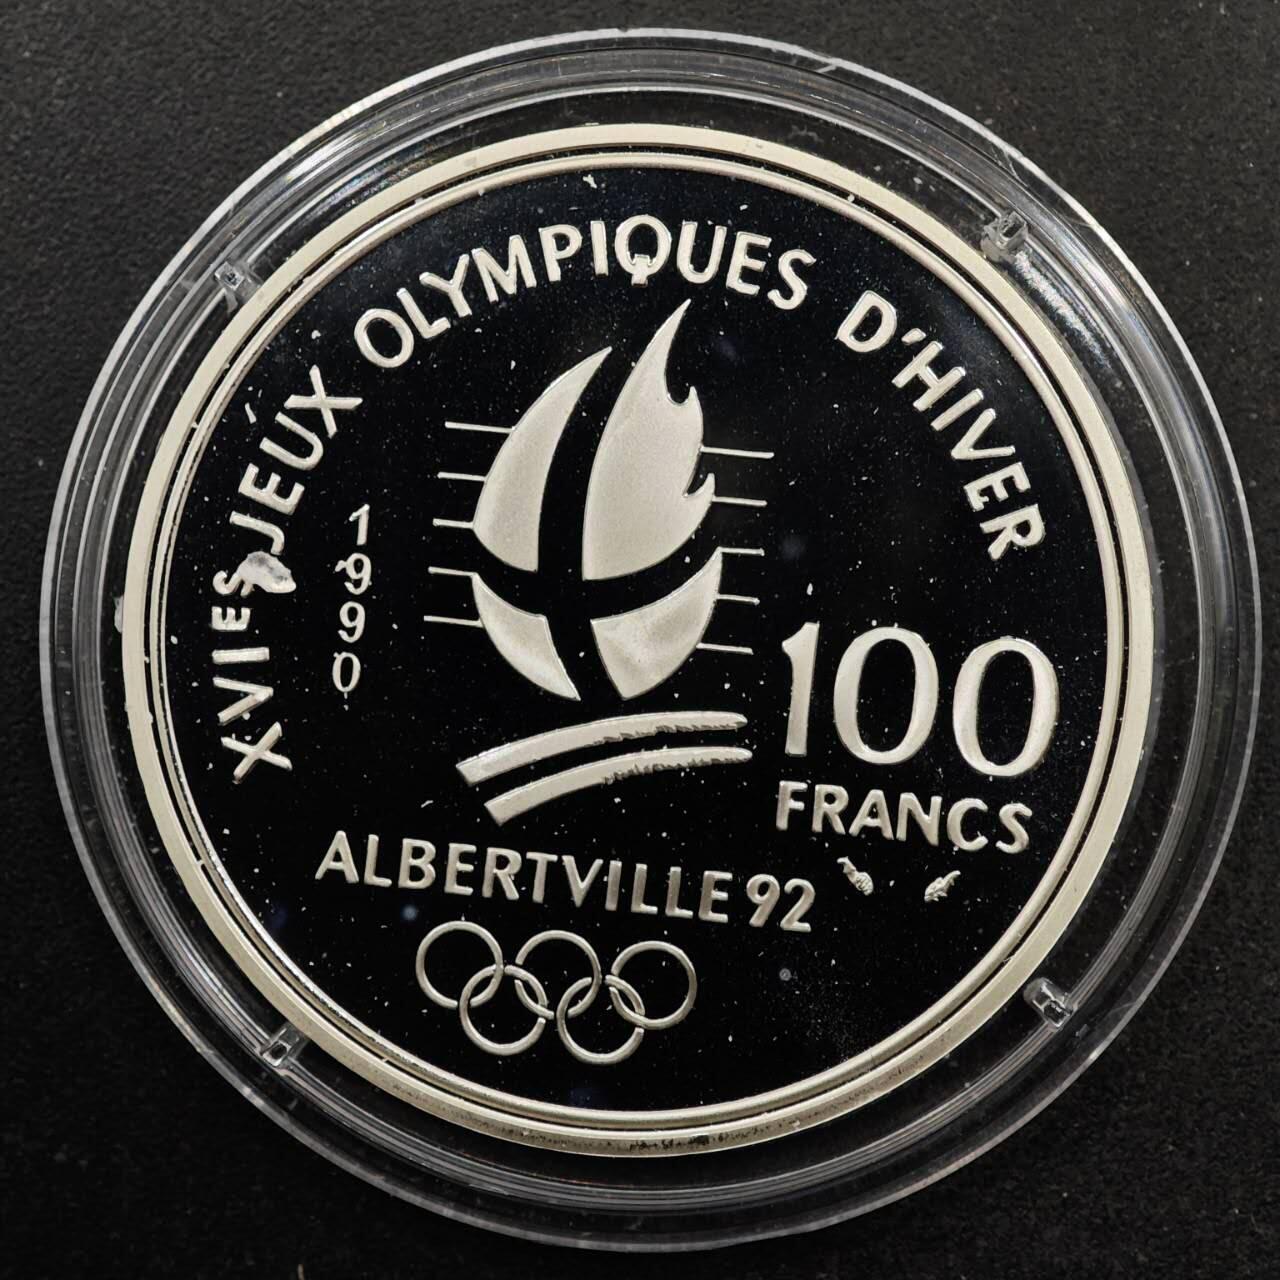 XVIES JEUX OLYMPIQUES D'HIVER
1990
100
FRANCS
ALBERTVILLE 92